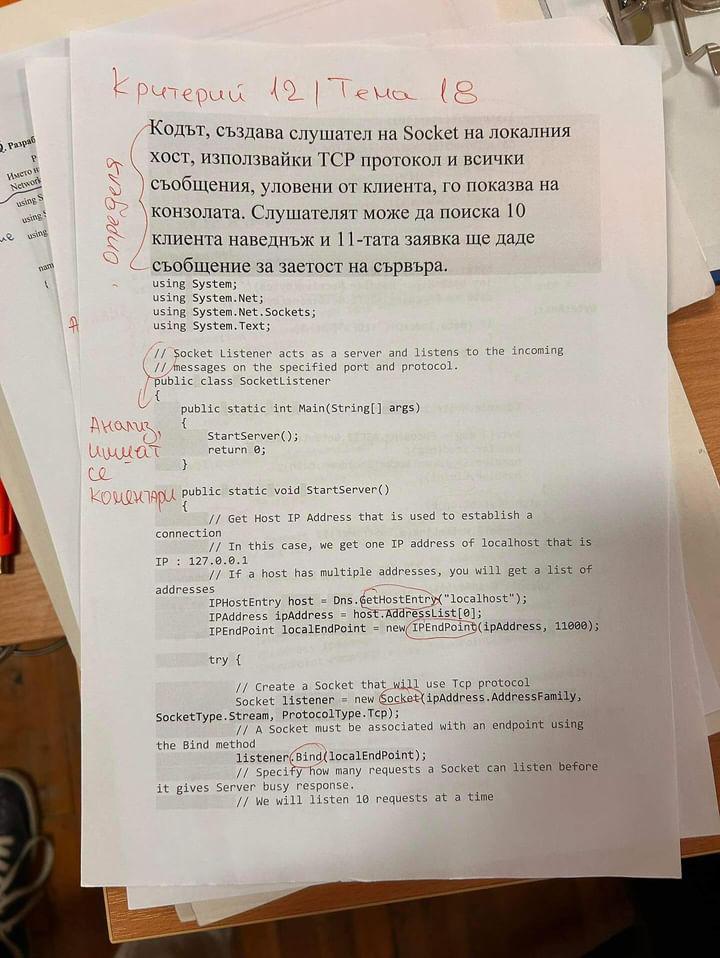 Критерий 12 | Тема 18
Кодът, създава слушател на Socket на локалния
хост, използвайки TCP протокол и всички
съобщения, уловени от клиента, го показва на
конзолата. Слушателят може да поиска 10
клиента наведнъж и 11-тата заявка ще даде
съобщение за заетост на сървъра.
определя
using System;
using System.Net;
using System.Net.Sockets;
using System.Text;
// Socket Listener acts as a server and listens to the incoming
// messages on the specified port and protocol.
public class SocketListener
{
public static int Main(String[] args)
{
StartServer();
return 0;
}
Анализ,
пишат
се
коментари
public static void StartServer()
{
// Get Host IP Address that is used to establish a
connection
// In this case, we get one IP address of localhost that is
IP : 127.0.0.1
// If a host has multiple addresses, you will get a list of
addresses
IPHostEntry host = Dns.GetHostEntry("localhost");
IPAddress ipAddress = host.AddressList[0];
IPEndPoint localEndPoint = new IPEndPoint(ipAddress, 11000);
try {
// Create a Socket that will use Tcp protocol
Socket listener = new Socket(ipAddress.AddressFamily,
SocketType.Stream, ProtocolType.Tcp);
// A Socket must be associated with an endpoint using
the Bind method
listener.Bind(localEndPoint);
// Specify how many requests a Socket can listen before
it gives Server busy response.
// We will listen 10 requests at a time
. Разраб
Името н
Network
using S
using S
using
nam
{